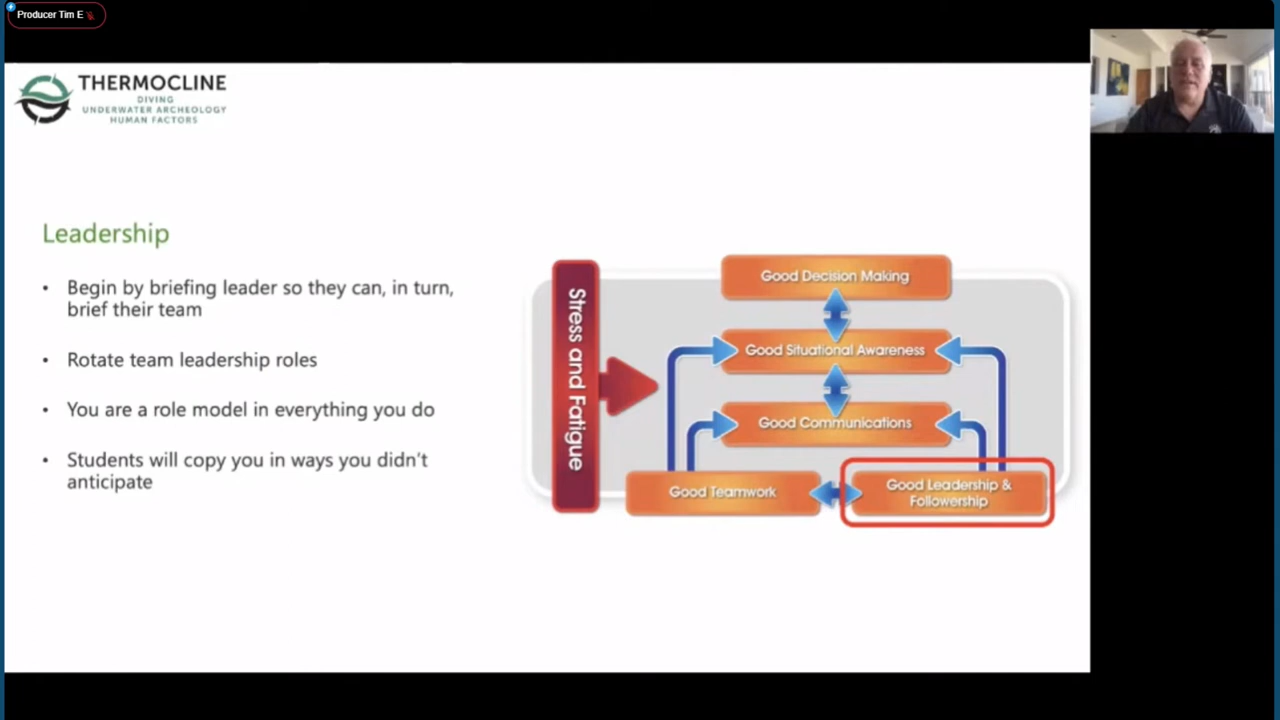 Producer Tim E
THERMOCLINE
DIVING
UNDERWATER ARCHEOLOGY
HUMAN FACTORS
Leadership
• Begin by briefing leader so they can, in turn,
brief their team
• Rotate team leadership roles
• You are a role model in everything you do
• Students will copy you in ways you didn't
anticipate
Stress and Fatigue
Good Decision Making
Good Situational Awareness
Good Communications
Good Teamwork
Good Leadership &
Followership